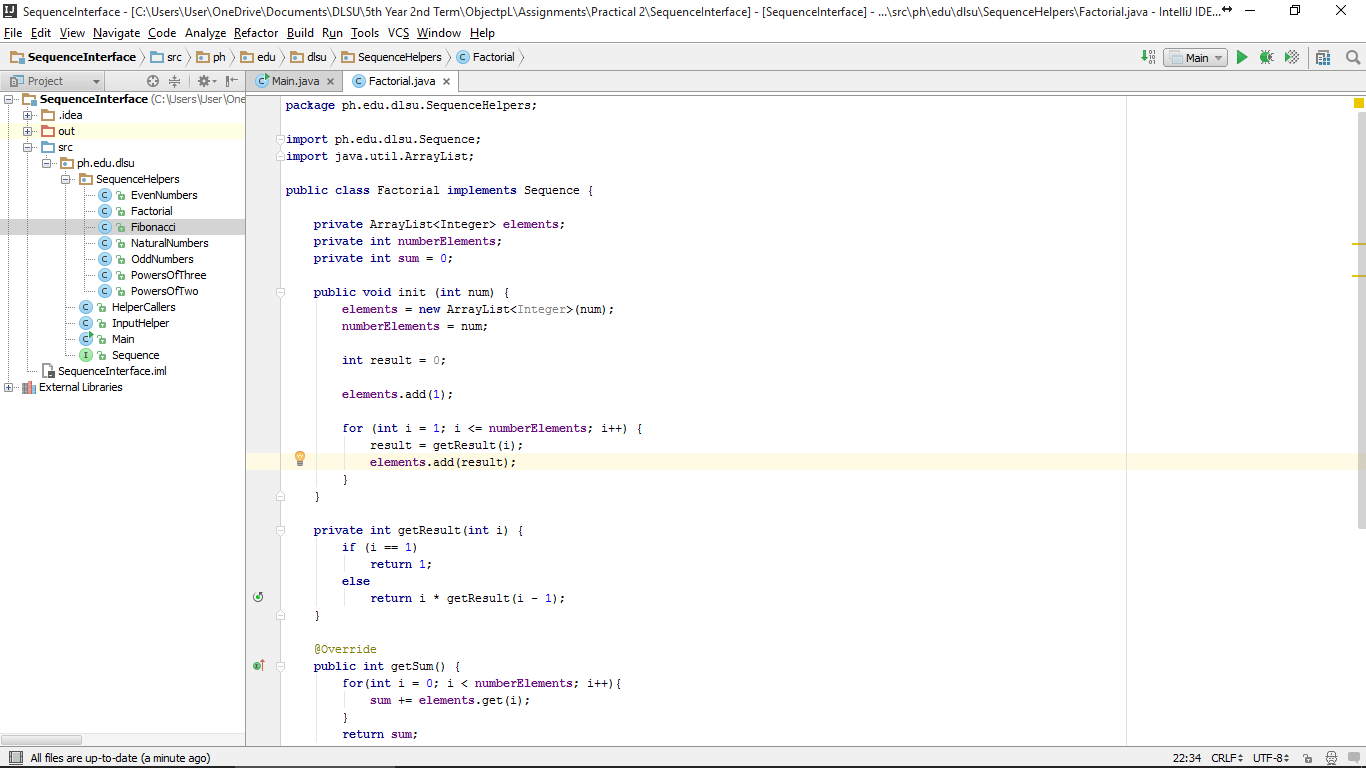 SequenceInterface - [C:\Users\User\OneDrive\Documents\DLSU\5th Year 2nd Term\ObjectpL\Assignments\Practical 2\SequenceInterface] - [SequenceInterface] - ...\src\ph\edu\dlsu\SequenceHelpers\Factorial.java - IntelliJ IDE...
File Edit View Navigate Code Analyze Refactor Build Run Tools VCS Window Help
SequenceInterface src ph edu dlsu SequenceHelpers Factorial Main
Project
Main.java Factorial.java
SequenceInterface (C:\Users\User\One
.idea
out
src
ph.edu.dlsu
SequenceHelpers
EvenNumbers
Factorial
Fibonacci
NaturalNumbers
OddNumbers
PowersOfThree
PowersOfTwo
HelperCallers
InputHelper
Main
Sequence
SequenceInterface.iml
External Libraries
package ph.edu.dlsu.SequenceHelpers;
import ph.edu.dlsu.Sequence;
import java.util.ArrayList;
public class Factorial implements Sequence {
private ArrayList<Integer> elements;
private int numberElements;
private int sum = 0;
public void init (int num) {
elements = new ArrayList<Integer>(num);
numberElements = num;
int result = 0;
elements.add(1);
for (int i = 1; i <= numberElements; i++) {
result = getResult(i);
elements.add(result);
}
}
private int getResult(int i) {
if (i == 1)
return 1;
else
return i * getResult(i - 1);
}
@Override
public int getSum() {
for(int i = 0; i < numberElements; i++){
sum += elements.get(i);
}
return sum;
All files are up-to-date (a minute ago)
22:34 CRLF UTF-8